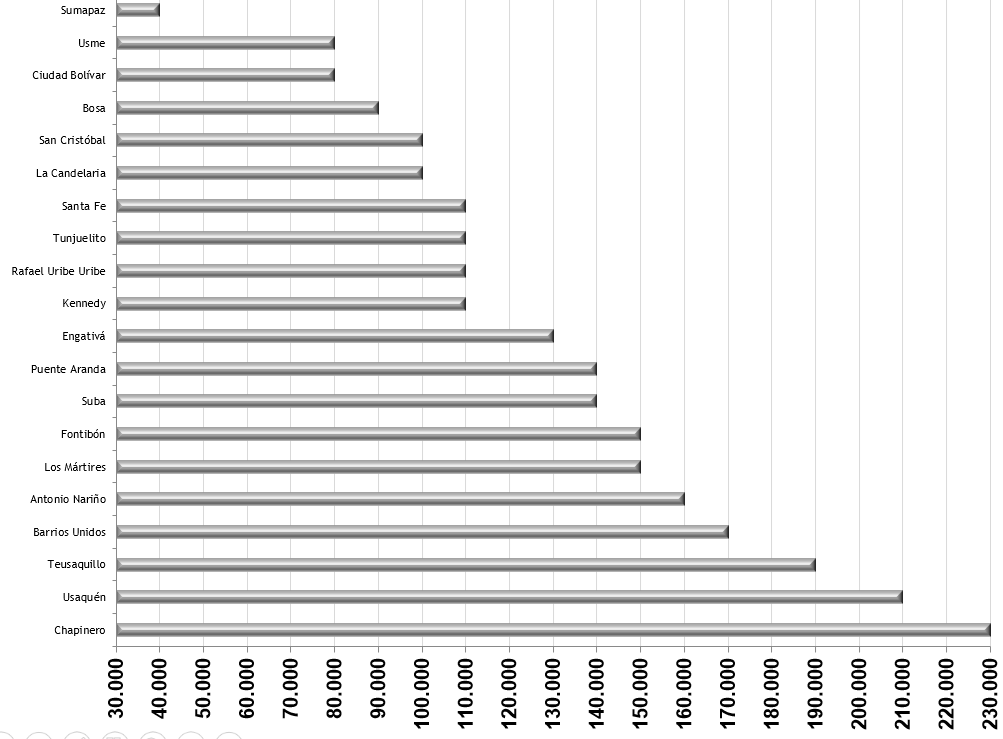 Sumapaz
Usme
Ciudad Bolívar
Bosa
San Cristóbal
La Candelaria
Santa Fe
Tunjuelito
Rafael Uribe Uribe
Kennedy
Engativá
Puente Aranda
Suba
Fontibón
Los Mártires
Antonio Nariño
Barrios Unidos
Teusaquillo
Usaquén
Chapinero
30.000
40.000
50.000
60.000
70.000
80.000
90.000
100.000
110.000
120.000
130.000
140.000
150.000
160.000
170.000
180.000
190.000
200.000
210.000
220.000
230.000